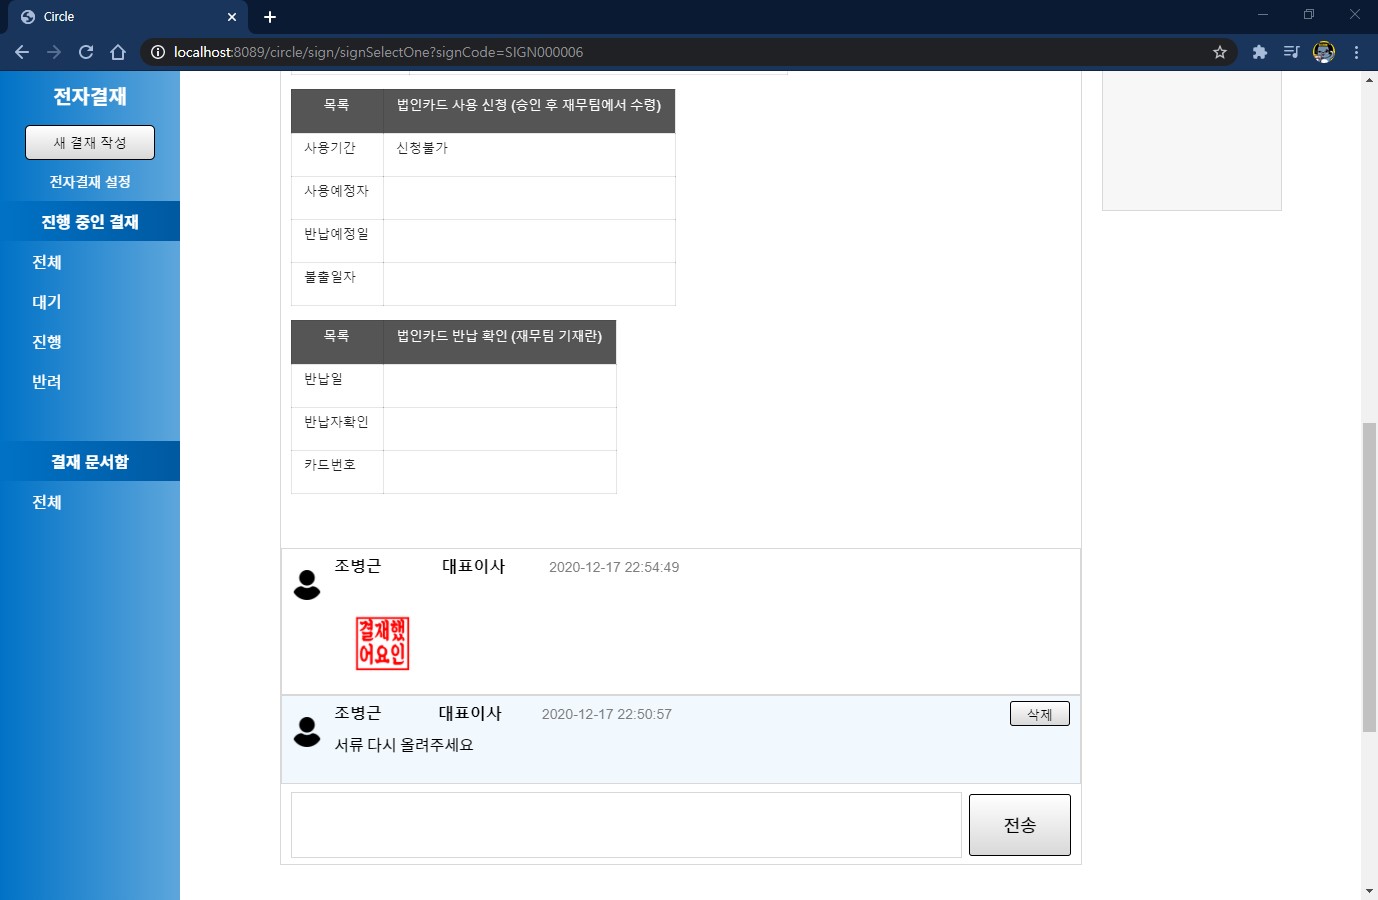 Circle
localhost:8089/circle/sign/signSelectOne?signCode=SIGN000006
전자결재
새 결재 작성
전자결재 설정
진행 중인 결재
전체
대기
진행
반려
결재 문서함
전체
목록 법인카드 사용 신청 (승인 후 재무팀에서 수령)
사용기간 신청불가
사용예정자
반납예정일
불출일자
목록 법인카드 반납 확인 (재무팀 기재란)
반납일
반납자확인
카드번호
조병근 대표이사 2020-12-17 22:54:49
결재했
어요인
조병근 대표이사 2020-12-17 22:50:57 삭제
서류 다시 올려주세요
전송